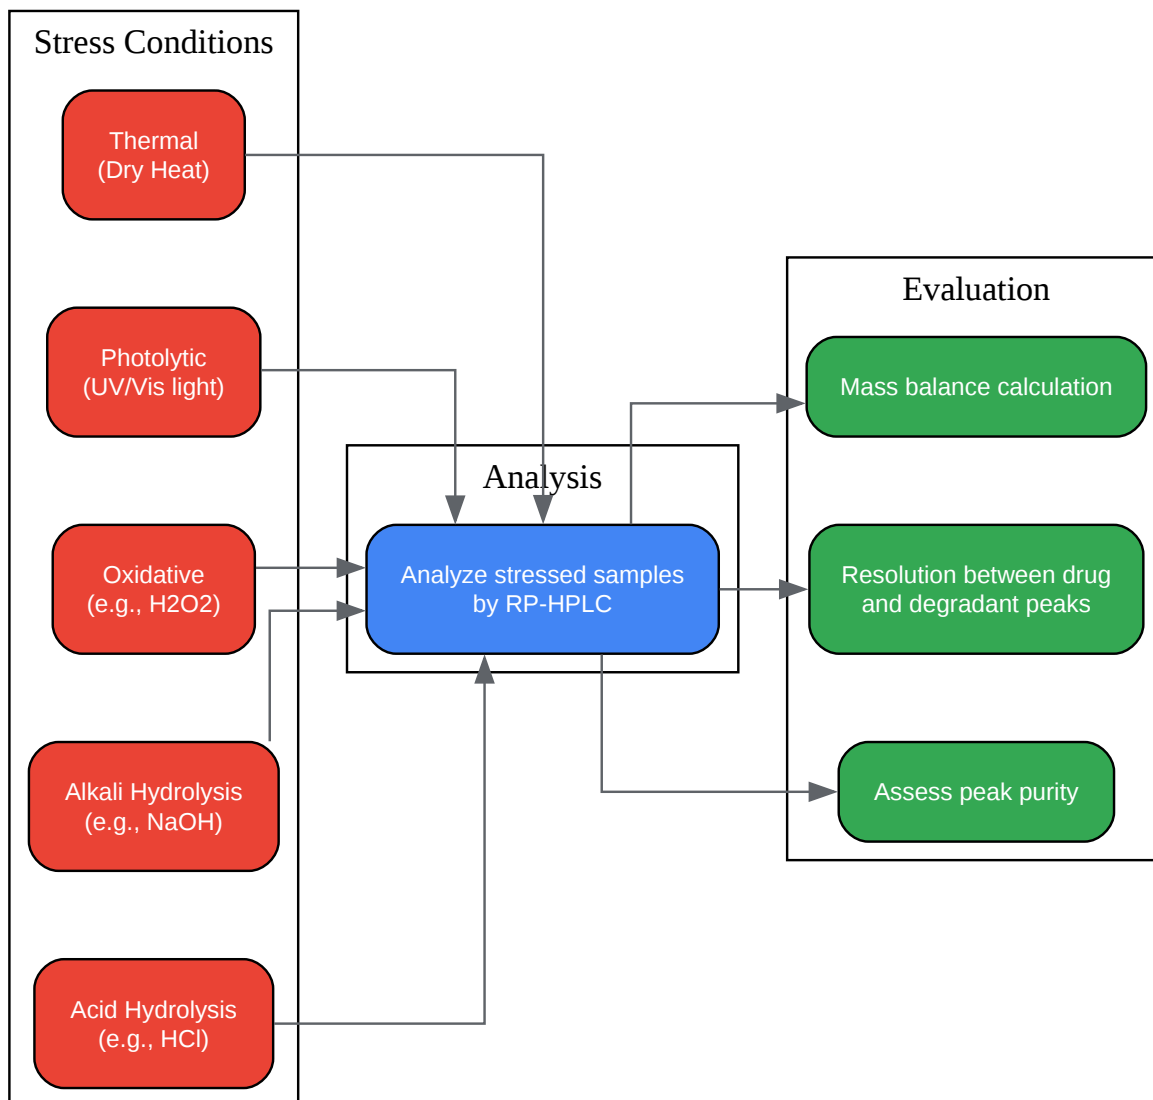 Stress Conditions
Thermal
(Dry Heat)
Photolytic
(UV/Vis light)
Oxidative
(e.g., H2O2)
Alkali Hydrolysis
(e.g., NaOH)
Acid Hydrolysis
(e.g., HCl)
Analysis
Analyze stressed samples
by RP-HPLC
Evaluation
Mass balance calculation
Resolution between drug
and degradant peaks
Assess peak purity